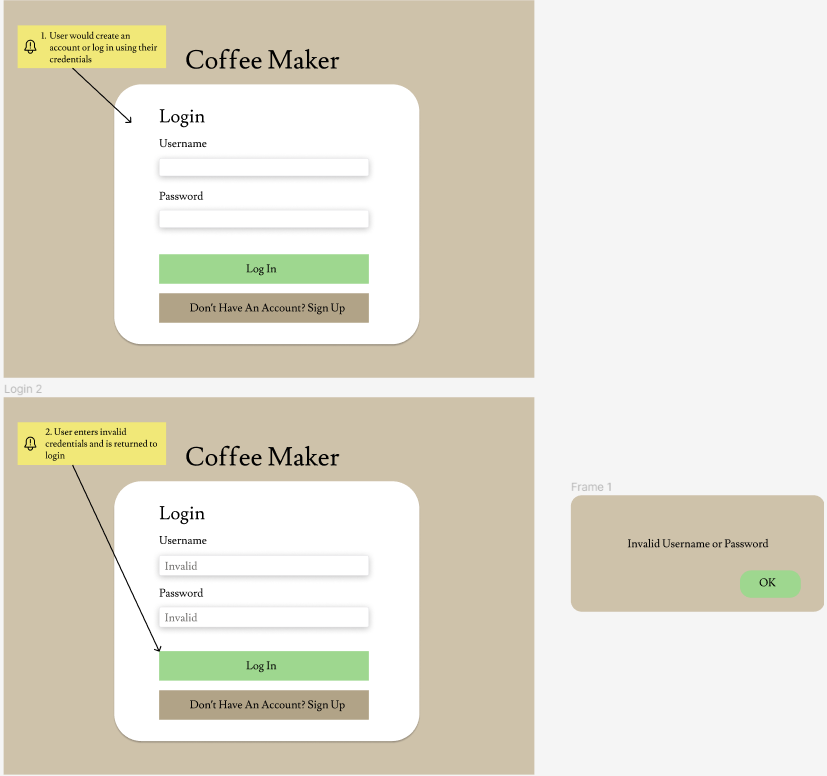 1. User would create an
account or log in using their
credentials
Coffee Maker
Login
Username
Password
Log In
Don't Have An Account? Sign Up
Login 2
2. User enters invalid
credentials and is returned to
login
Coffee Maker
Login
Username
Invalid
Password
Invalid
Log In
Don't Have An Account? Sign Up
Frame 1
Invalid Username or Password
OK